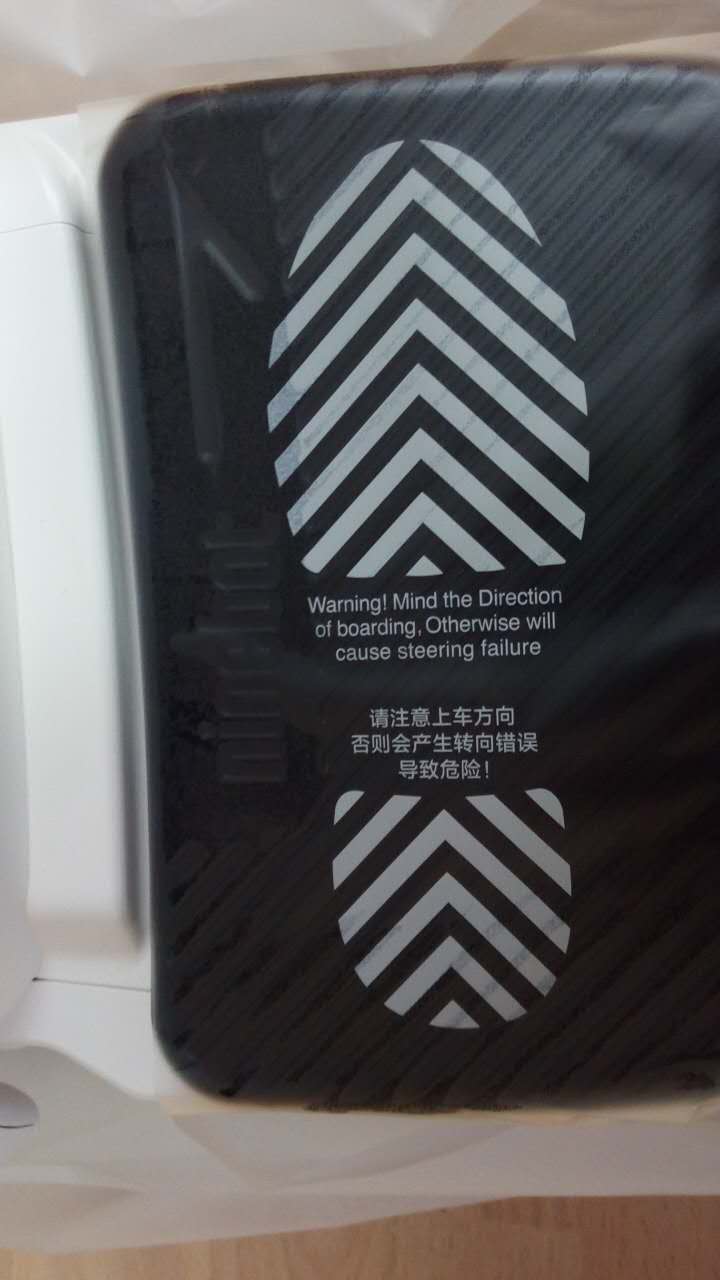 Warning! Mind the Direction
of boarding, Otherwise will
cause steering failure
请注意上车方向
否则会产生转向错误
导致危险!
ninebot